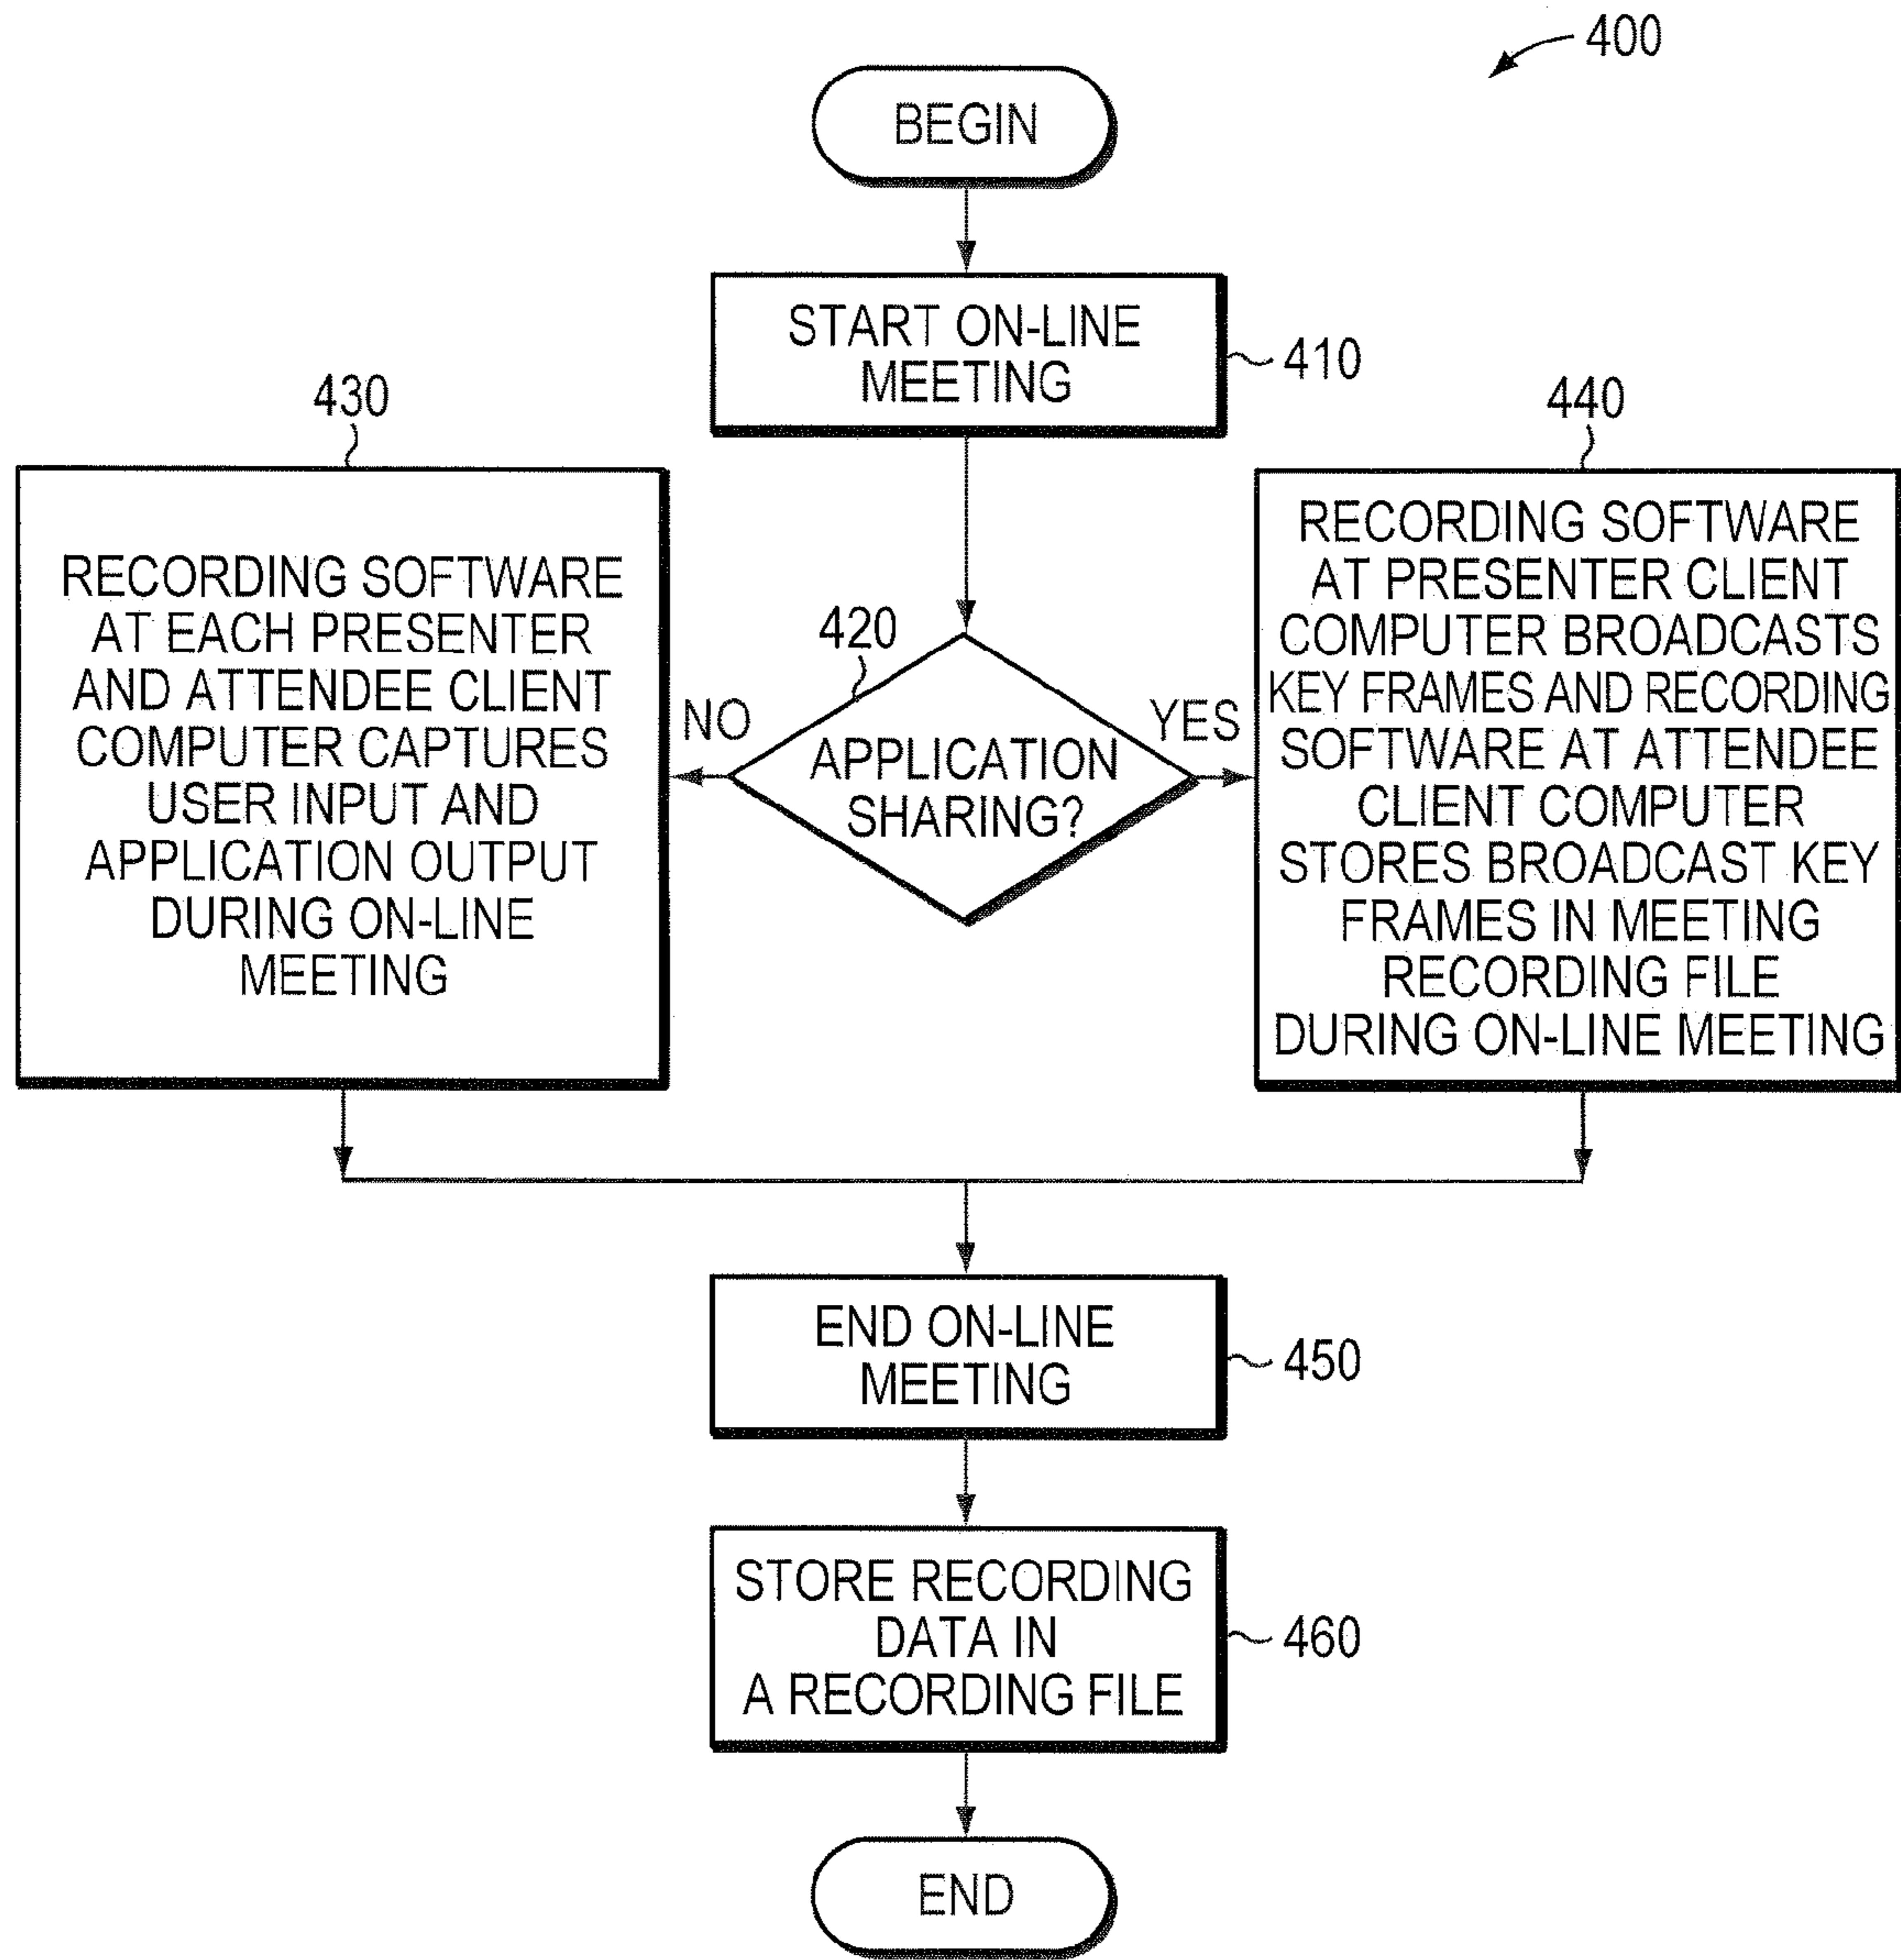 400
BEGIN
START ON-LINE
MEETING
410
430
RECORDING SOFTWARE
AT EACH PRESENTER
AND ATTENDEE CLIENT
COMPUTER CAPTURES
USER INPUT AND
APPLICATION OUTPUT
DURING ON-LINE
MEETING
420
NO
APPLICATION
SHARING?
YES
440
RECORDING SOFTWARE
AT PRESENTER CLIENT
COMPUTER BROADCASTS
KEY FRAMES AND RECORDING
SOFTWARE AT ATTENDEE
CLIENT COMPUTER
STORES BROADCAST KEY
FRAMES IN MEETING
RECORDING FILE
DURING ON-LINE MEETING
END ON-LINE
MEETING
450
STORE RECORDING
DATA IN
A RECORDING FILE
460
END